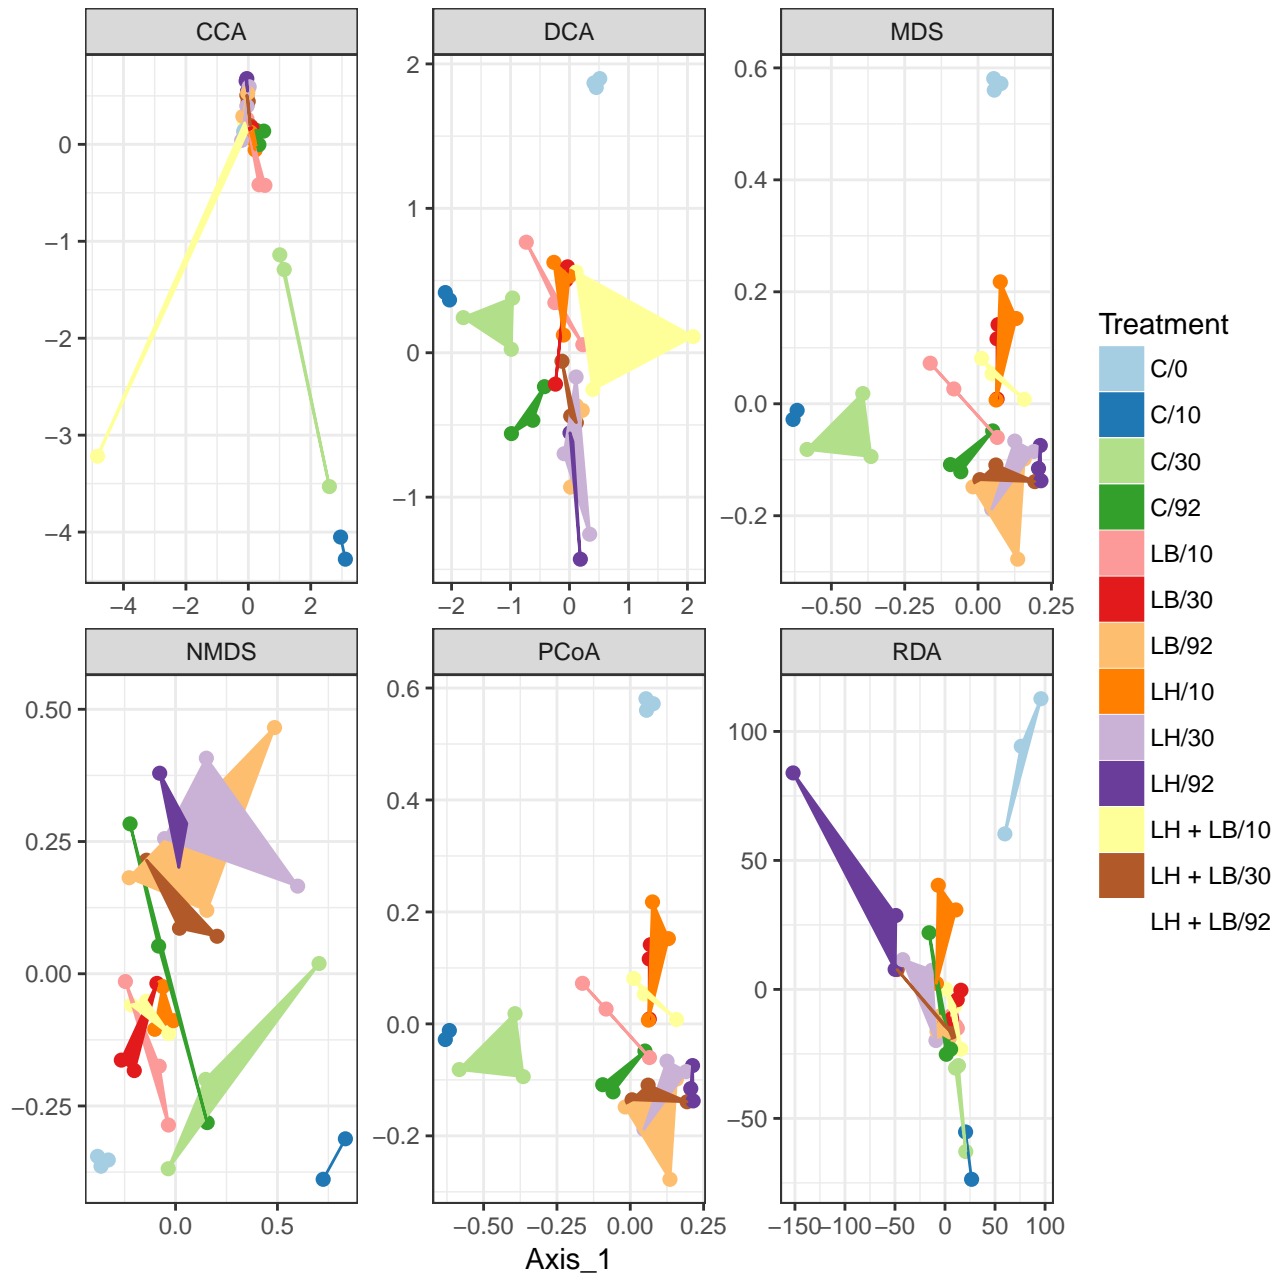 CCA
DCA
MDS
0
−1
−2
−3
−4
−4 −2 0 2
2
1
0
−1
−2 −1 0 1 2
0.6
0.4
0.2
0.0
−0.2
−0.50 −0.25 0.00 0.25
NMDS
PCoA
RDA
0.50
0.25
0.00
−0.25
0.0 0.5
0.6
0.4
0.2
0.0
−0.2
−0.50 −0.25 0.00 0.25
100
50
0
−50
−150 −100 −50 0 50 100
Axis_1
Treatment
C/0
C/10
C/30
C/92
LB/10
LB/30
LB/92
LH/10
LH/30
LH/92
LH + LB/10
LH + LB/30
LH + LB/92